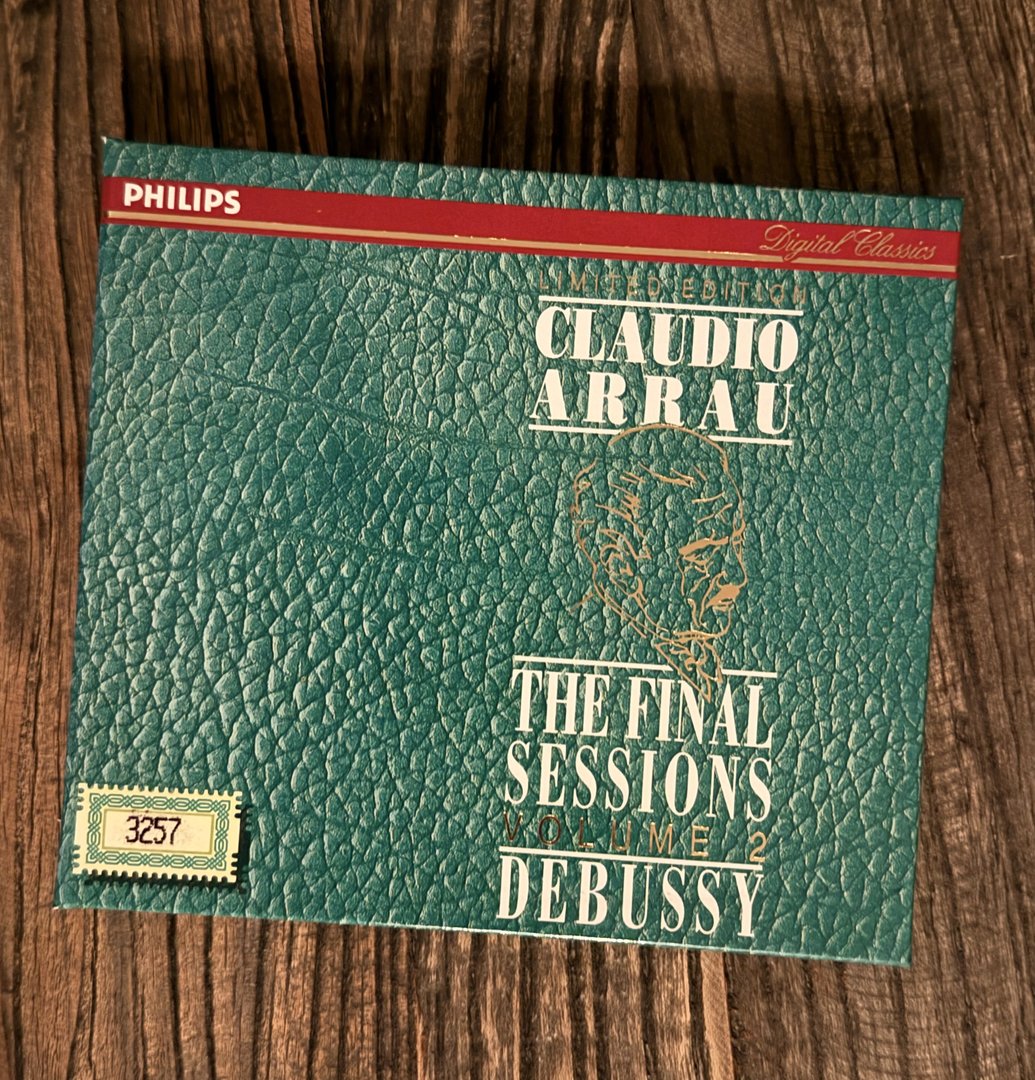 PHILIPS
Digital Classics
LIMITED EDITION
CLAUDIO
ARRAU
THE FINAL
SESSIONS
VOLUME 2
DEBUSSY
3257